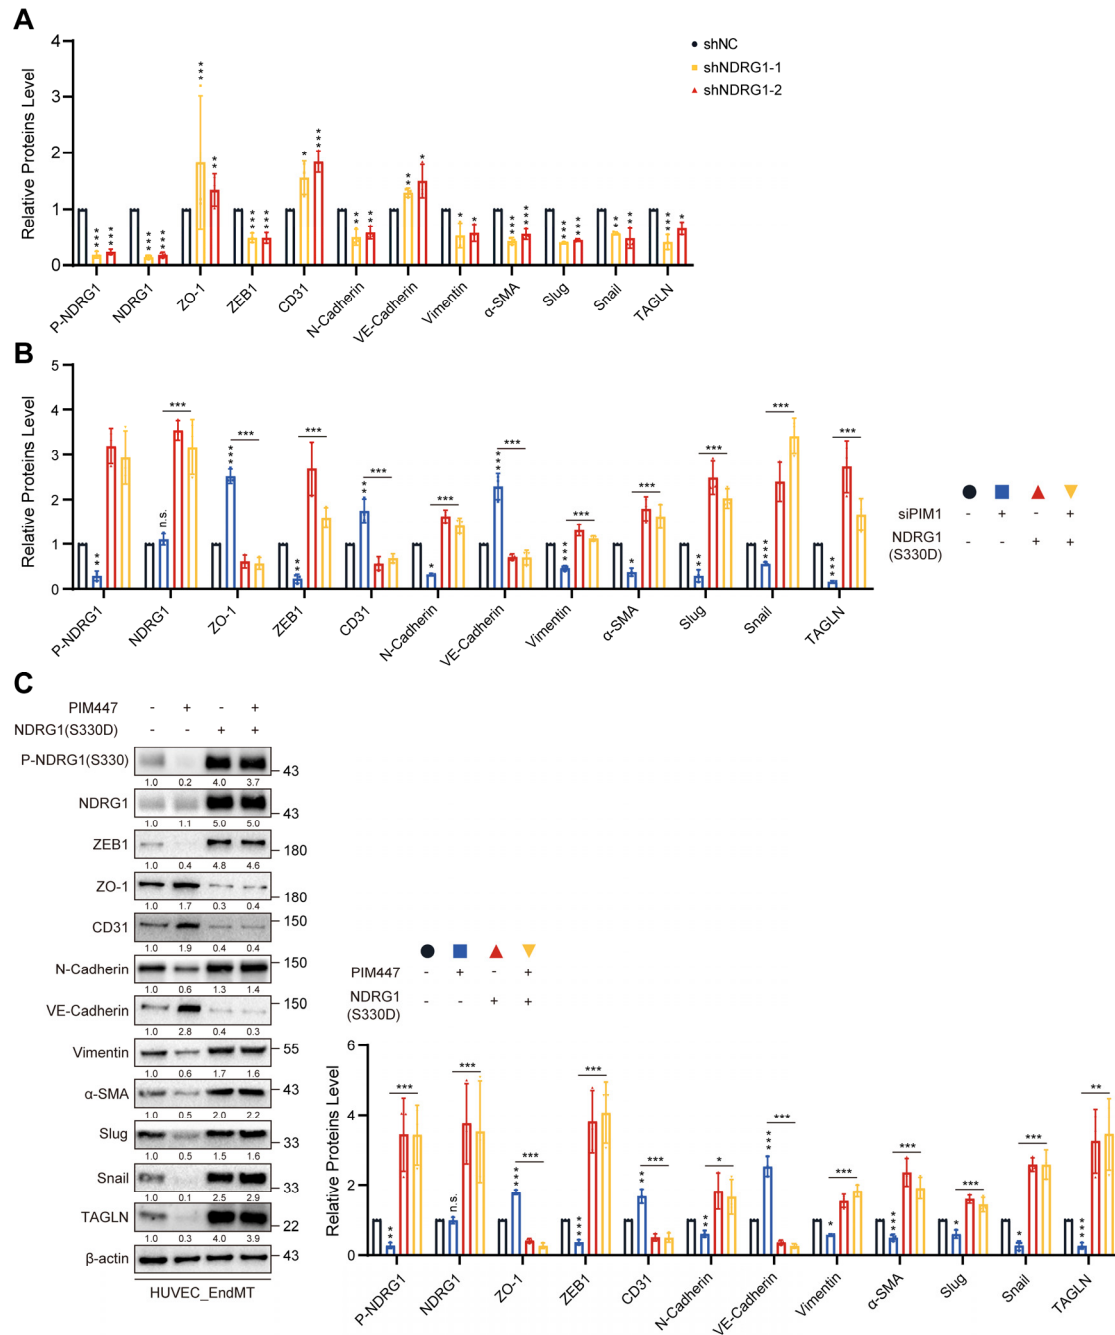 A
4
3
2
1
0
Relative Proteins Level
shNC
shNDRG1-1
shNDRG1-2
P-NDRG1
NDRG1
ZO-1
ZEB1
CD31
N-Cadherin
VE-Cadherin
Vimentin
α-SMA
Slug
Snail
TAGLN
B
5
4
3
2
1
0
Relative Proteins Level
n.s.
*** *** *** *** *** *** *** *** *** ***
siPIM1 - + - +
NDRG1 - - + +
(S330D)
P-NDRG1
NDRG1
ZO-1
ZEB1
CD31
N-Cadherin
VE-Cadherin
Vimentin
α-SMA
Slug
Snail
TAGLN
C
PIM447 - + - +
NDRG1(S330D) - - + +
P-NDRG1(S330) 43
1.0 0.2 4.0 3.7
NDRG1 43
1.0 1.1 5.0 5.0
ZEB1 180
1.0 0.4 4.8 4.6
ZO-1 180
1.0 1.7 0.3 0.4
CD31 150
1.0 1.9 0.4 0.4
N-Cadherin 150
1.0 0.6 1.3 1.4
VE-Cadherin 150
1.0 2.8 0.4 0.3
Vimentin 55
1.0 0.6 1.7 1.6
α-SMA 43
1.0 0.5 2.0 2.2
Slug 33
1.0 0.5 1.5 1.6
Snail 33
1.0 0.1 2.5 2.9
TAGLN 22
1.0 0.3 4.0 3.9
β-actin 43
HUVEC_EndMT
PIM447 - + - +
NDRG1 - - + +
(S330D)
6
4
2
0
Relative Proteins Level
n.s.
*** *** *** *** *** * *** *** *** *** *** **
P-NDRG1
NDRG1
ZO-1
ZEB1
CD31
N-Cadherin
VE-Cadherin
Vimentin
α-SMA
Slug
Snail
TAGLN